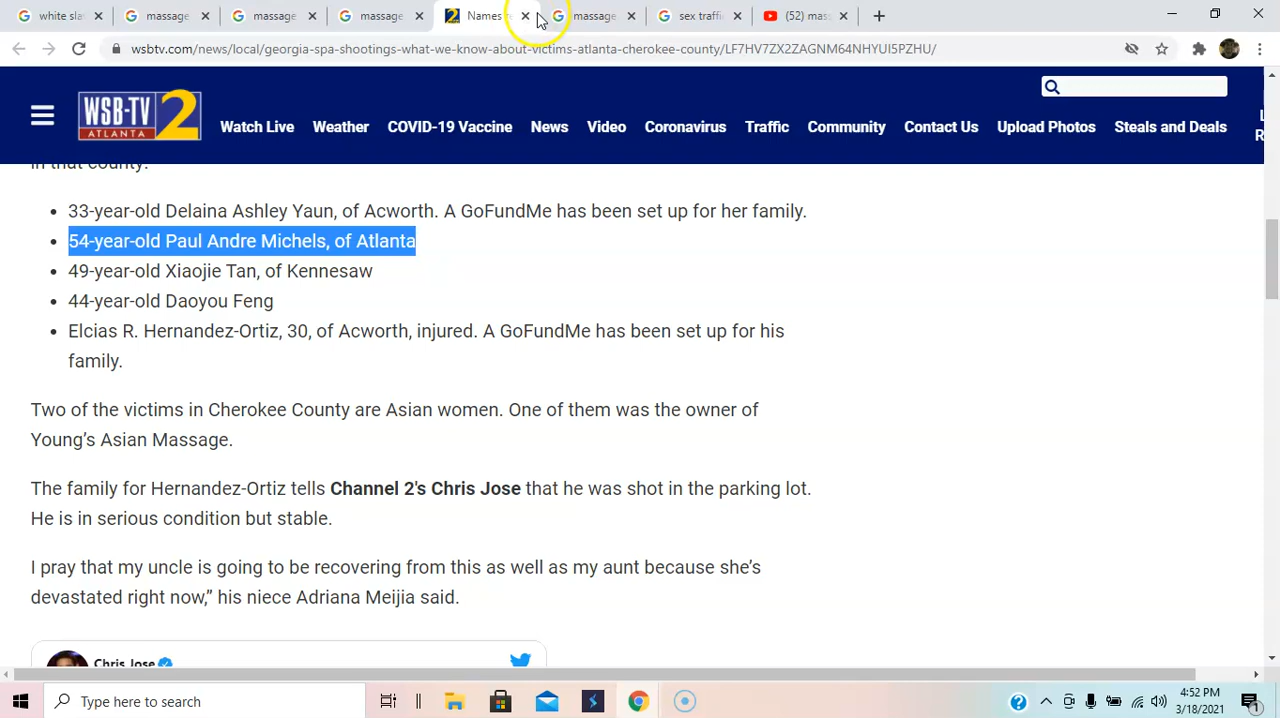 white sla
massag
massag
massage
Names
massage
sex traffi
(52) mas
wsbtv.com/news/local/georgia-spa-shootings-what-we-know-about-victims-atlanta-cherokee-county/LF7HV7ZX2ZAGNM64NHYUI5PZHU/
WSB-TV 2
ATLANTA
Watch Live Weather COVID-19 Vaccine News Video Coronavirus Traffic Community Contact Us Upload Photos Steals and Deals
in that county:
• 33-year-old Delaina Ashley Yaun, of Acworth. A GoFundMe has been set up for her family.
• 54-year-old Paul Andre Michels, of Atlanta
• 49-year-old Xiaojie Tan, of Kennesaw
• 44-year-old Daoyou Feng
• Elcias R. Hernandez-Ortiz, 30, of Acworth, injured. A GoFundMe has been set up for his
family.
Two of the victims in Cherokee County are Asian women. One of them was the owner of
Young’s Asian Massage.
The family for Hernandez-Ortiz tells Channel 2's Chris Jose that he was shot in the parking lot.
He is in serious condition but stable.
I pray that my uncle is going to be recovering from this as well as my aunt because she’s
devastated right now,” his niece Adriana Meijia said.
Chris Jose
Type here to search
4:52 PM
3/18/2021